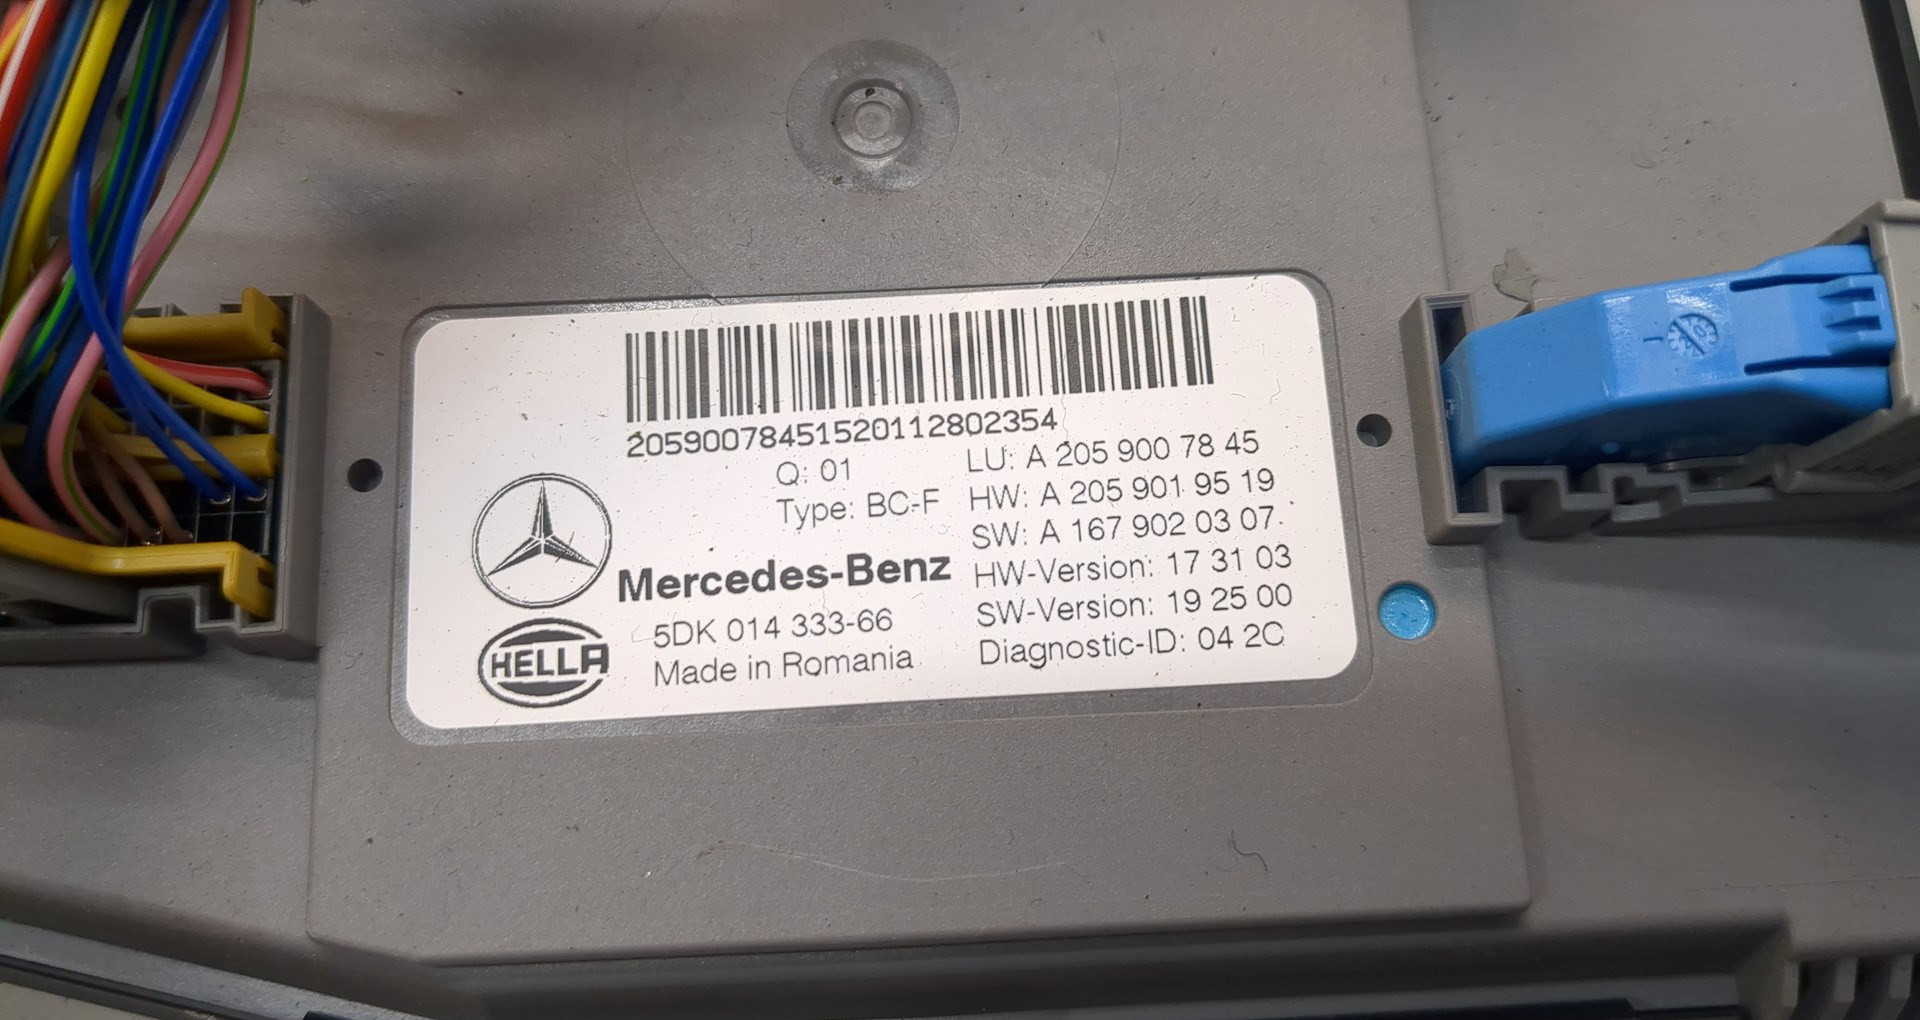 20590078451520112802354
Q: 01
Type: BC-F
LU: A 205 900 78 45
HW: A 205 901 95 19
SW: A 167 902 03 07
HW-Version: 17 31 03
SW-Version: 19 25 00
Diagnostic-ID: 04 2C
Mercedes-Benz
5DK 014 333-66
Made in Romania
HELLA